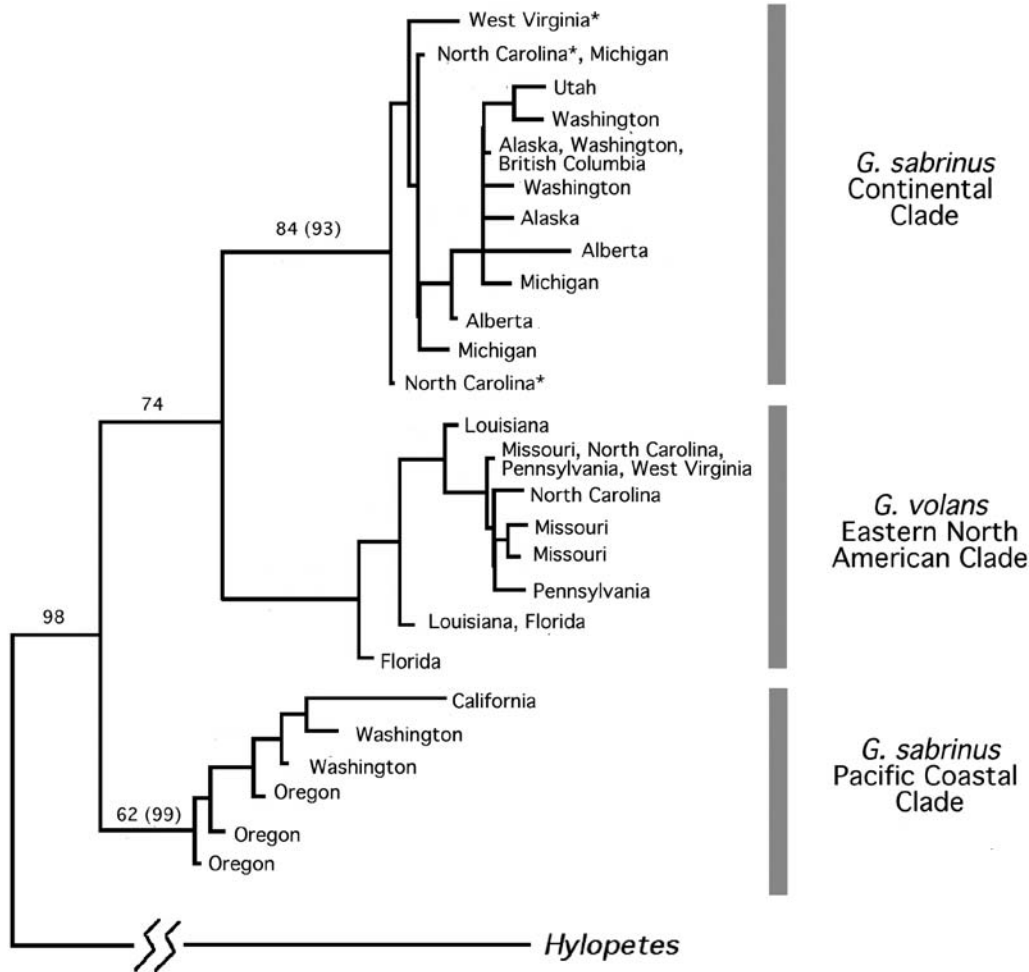 West Virginia*
North Carolina*, Michigan
Utah
Washington
Alaska, Washington,
British Columbia
Washington
Alaska
84 (93)
Alberta
Michigan
Alberta
Michigan
North Carolina*
G. sabrinus
Continental
Clade
74
Louisiana
Missouri, North Carolina,
Pennsylvania, West Virginia
North Carolina
Missouri
Missouri
Pennsylvania
Louisiana, Florida
Florida
G. volans
Eastern North
American Clade
98
California
Washington
Washington
Oregon
62 (99)
Oregon
Oregon
G. sabrinus
Pacific Coastal
Clade
Hylopetes